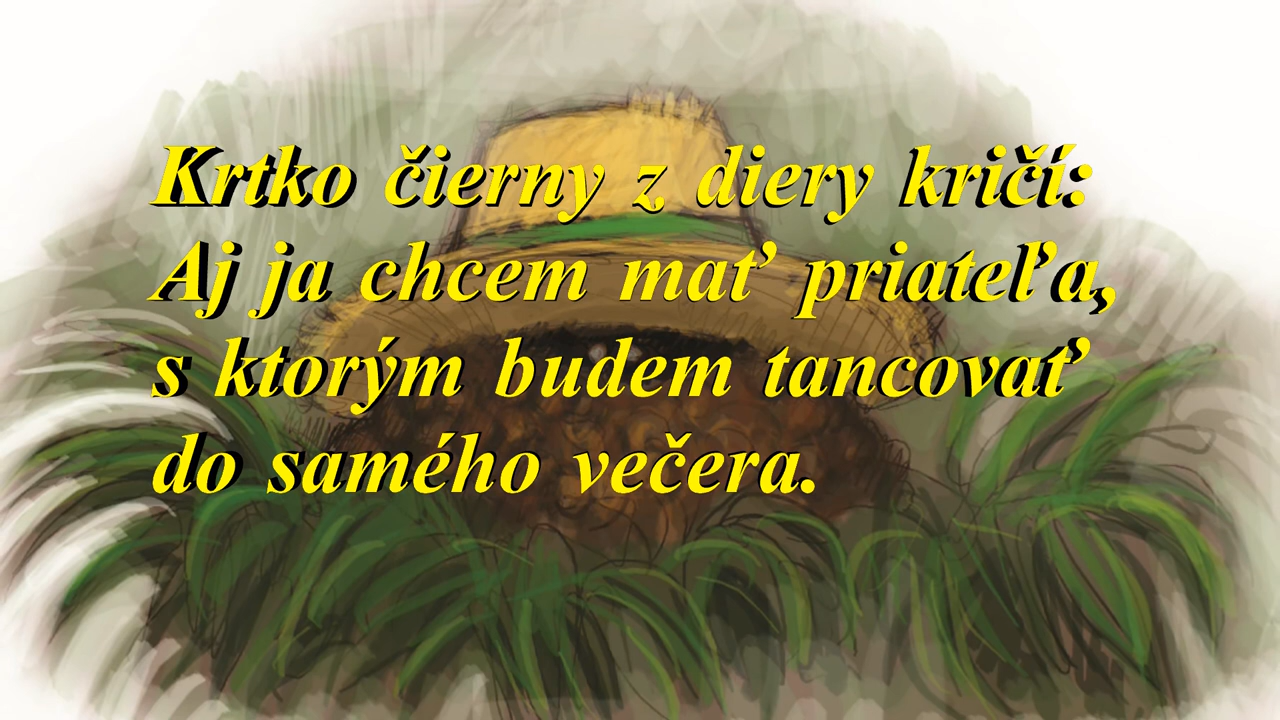 Krtko čierny z diery kričí:
Aj ja chcem mať priateľa,
s ktorým budem tancovať
do samého večera.